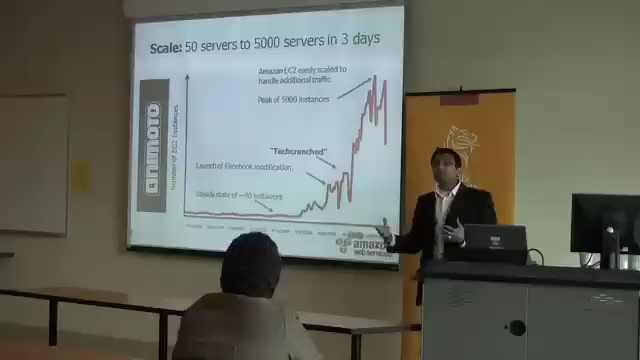 Scale: 50 servers to 5000 servers in 3 days
Amazon EC2 easily scaled to
handle additional traffic
Peak of 5000 instances
"Techcrunched"
Launch of Facebook modification.
Steady state of ~40 instances
Number of EC2 Instances
animoto
amazon
web services